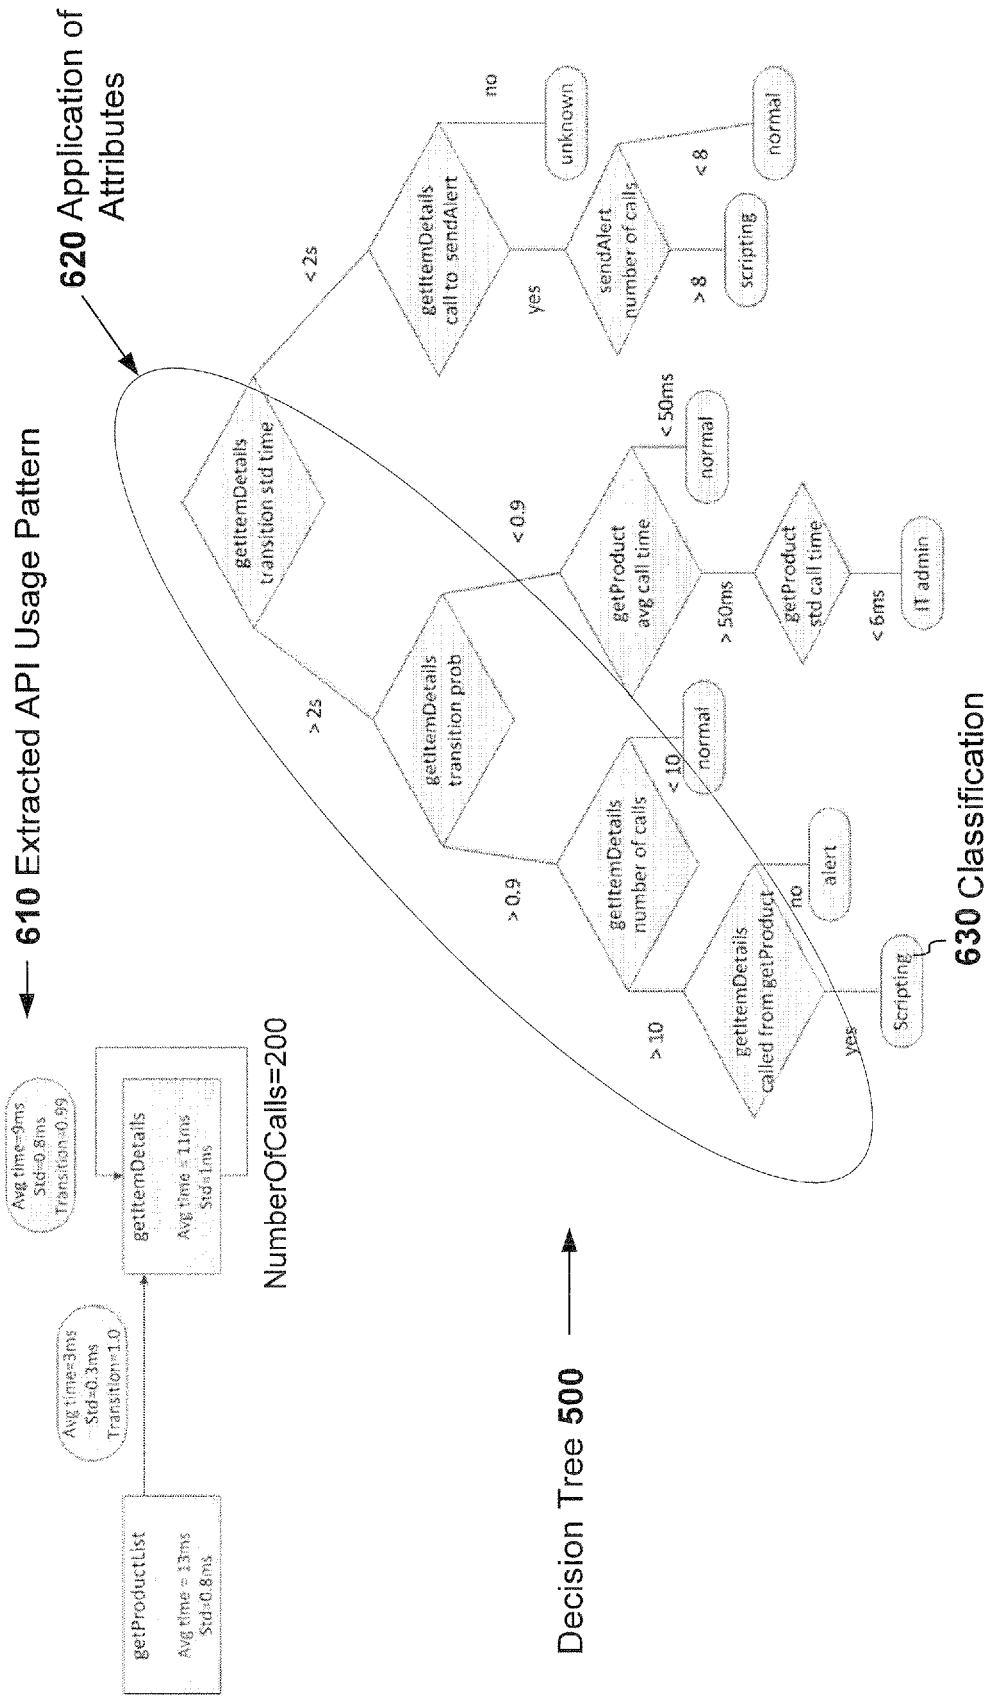 610 Extracted API Usage Pattern
getProductList
Avg time = 13ms
Std=0.8ms
Avg time=3ms
Std=0.3ms
Transition=1.0
getItemDetails
Avg time = 11ms
Std=1ms
Avg time=9ms
Std=0.8ms
Transition=0.99
NumberOfCalls=200
620 Application of
Attributes
Decision Tree 500
getItemDetails
transition std time
> 2s
< 2s
getItemDetails
transition prob
getItemDetails
call to sendAlert
> 0.9
< 0.9
yes
no
getItemDetails
number of calls
getProduct
avg call time
sendAlert
number of calls
unknown
> 10
< 10
> 50ms
< 50ms
> 8
< 8
getItemDetails
called from getProduct
normal
getProduct
std call time
normal
scripting
normal
yes
no
< 6ms
Scripting
alert
IT admin
630 Classification